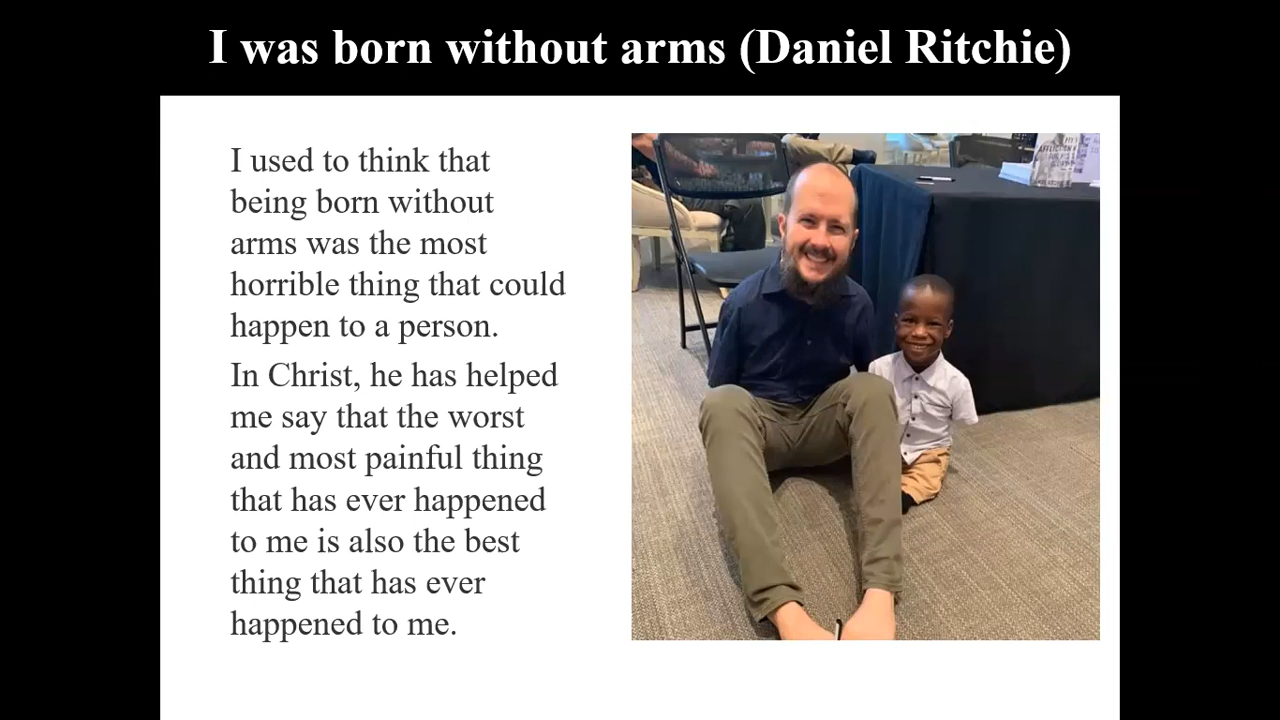 I was born without arms (Daniel Ritchie)
I used to think that
being born without
arms was the most
horrible thing that could
happen to a person.
In Christ, he has helped
me say that the worst
and most painful thing
that has ever happened
to me is also the best
thing that has ever
happened to me.
AFFLICTION